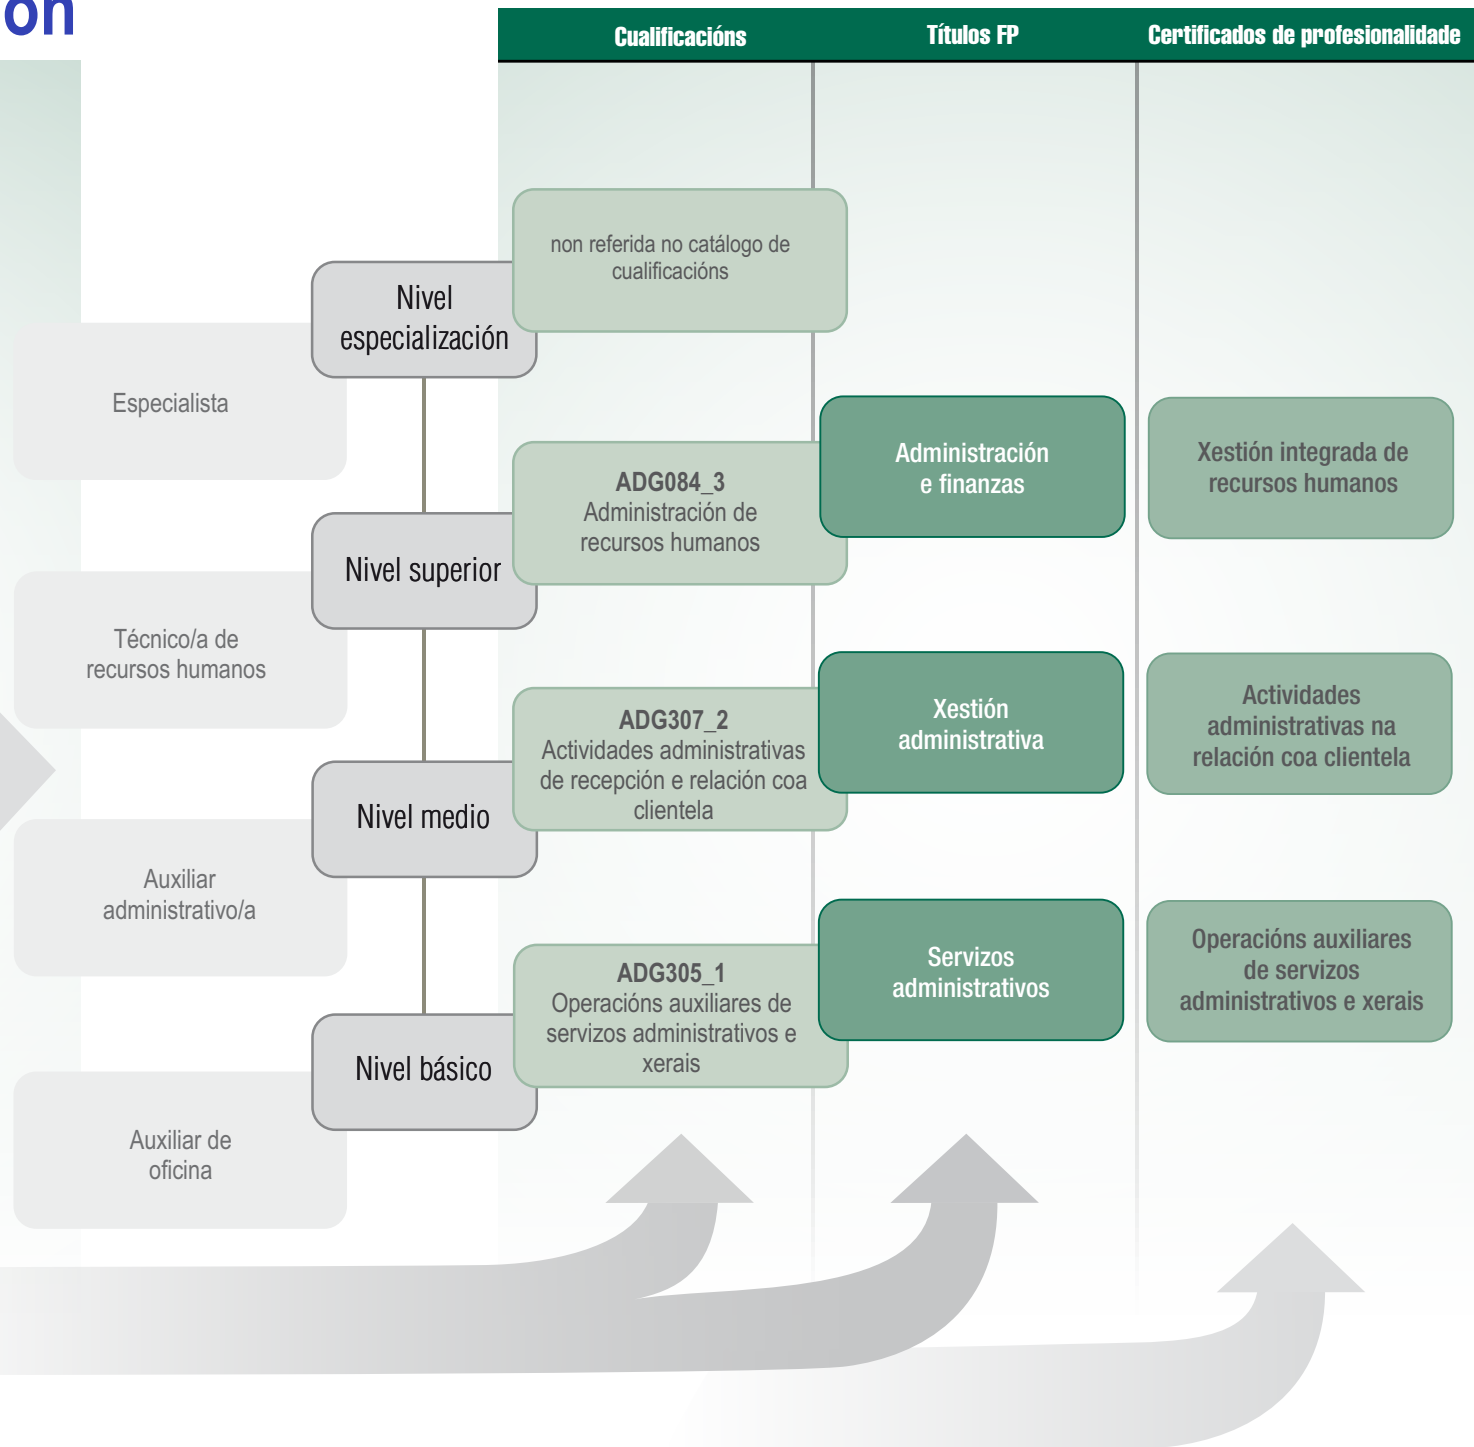 ón
Cualificacións
Títulos FP
Certificados de profesionalidade
non referida no catálogo de
cualificacións
Nivel
especialización
Especialista
ADG084_3
Administración de
recursos humanos
Administración
e finanzas
Xestión integrada de
recursos humanos
Nivel superior
Técnico/a de
recursos humanos
ADG307_2
Actividades administrativas
de recepción e relación coa
clientela
Xestión
administrativa
Actividades
administrativas na
relación coa clientela
Nivel medio
Auxiliar
administrativo/a
ADG305_1
Operacións auxiliares de
servizos administrativos e
xerais
Servizos
administrativos
Operacións auxiliares
de servizos
administrativos e xerais
Nivel básico
Auxiliar de
oficina